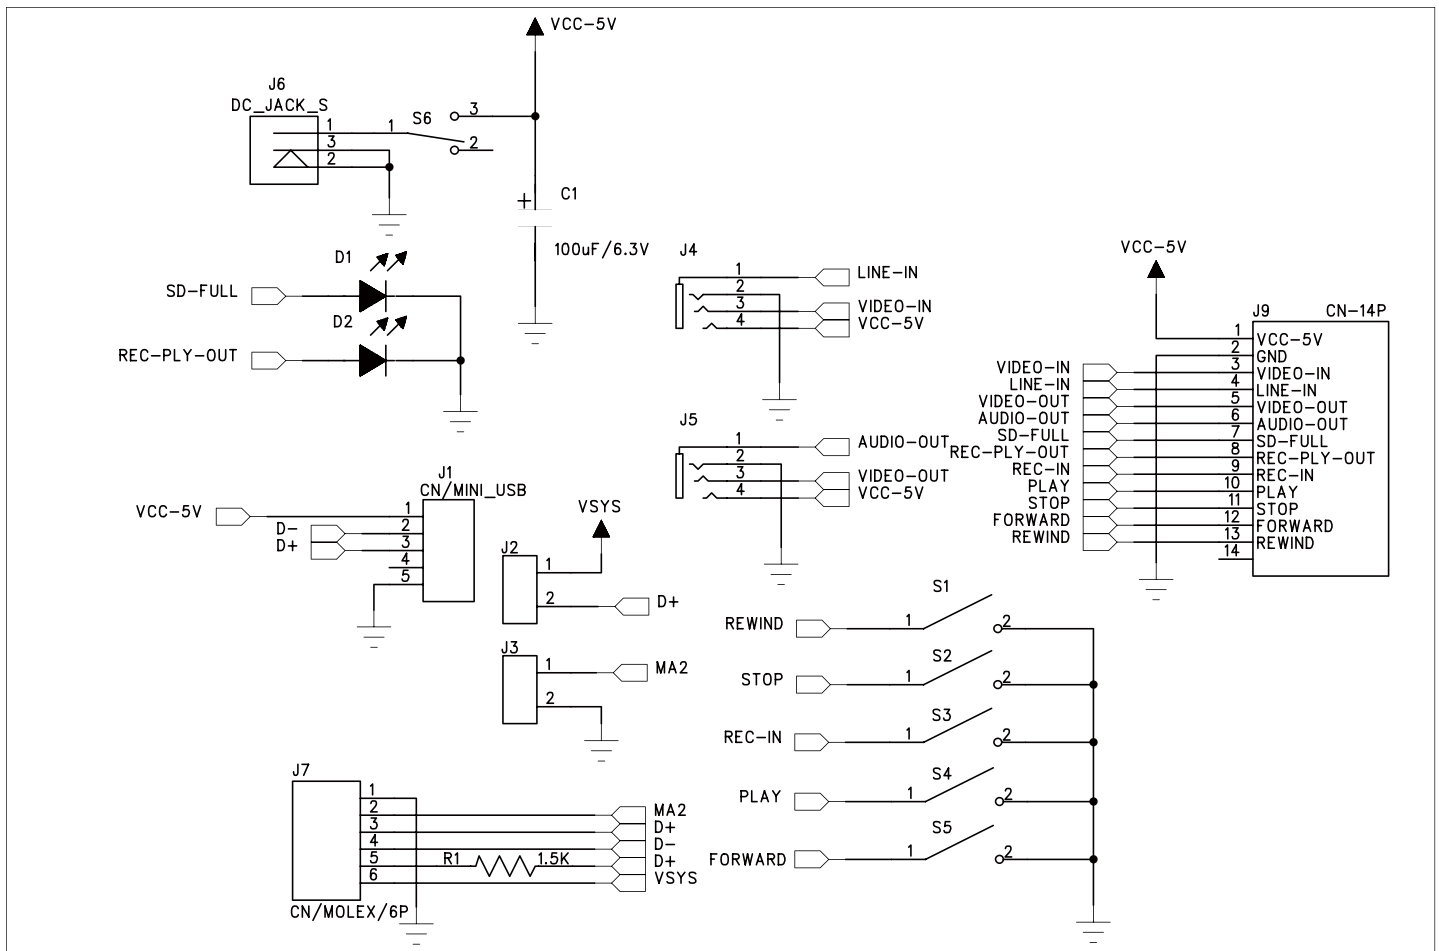 VCC-5V
J6
DC_JACK_S
1
3
2
1
S6
3
2
+
C1
100uF/6.3V
D1
SD-FULL
D2
REC-PLY-OUT
J4
1
2
3
4
LINE-IN
VIDEO-IN
VCC-5V
J5
1
2
3
4
AUDIO-OUT
VIDEO-OUT
VCC-5V
VCC-5V
J9 CN-14P
VIDEO-IN
LINE-IN
VIDEO-OUT
AUDIO-OUT
SD-FULL
REC-PLY-OUT
REC-IN
PLAY
STOP
FORWARD
REWIND
1 VCC-5V
2 GND
3 VIDEO-IN
4 LINE-IN
5 VIDEO-OUT
6 AUDIO-OUT
7 SD-FULL
8 REC-PLY-OUT
9 REC-IN
10 PLAY
11 STOP
12 FORWARD
13 REWIND
14
J1
CN/MINI_USB
VCC-5V 1
D- 2
D+ 3
4
5
VSYS
J2
1
2 D+
J3
1 MA2
2
J7
1
2 MA2
3 D+
4 D-
5 R1 1.5K D+
6 VSYS
CN/MOLEX/6P
S1
REWIND 1 2
S2
STOP 1 2
S3
REC-IN 1 2
S4
PLAY 1 2
S5
FORWARD 1 2